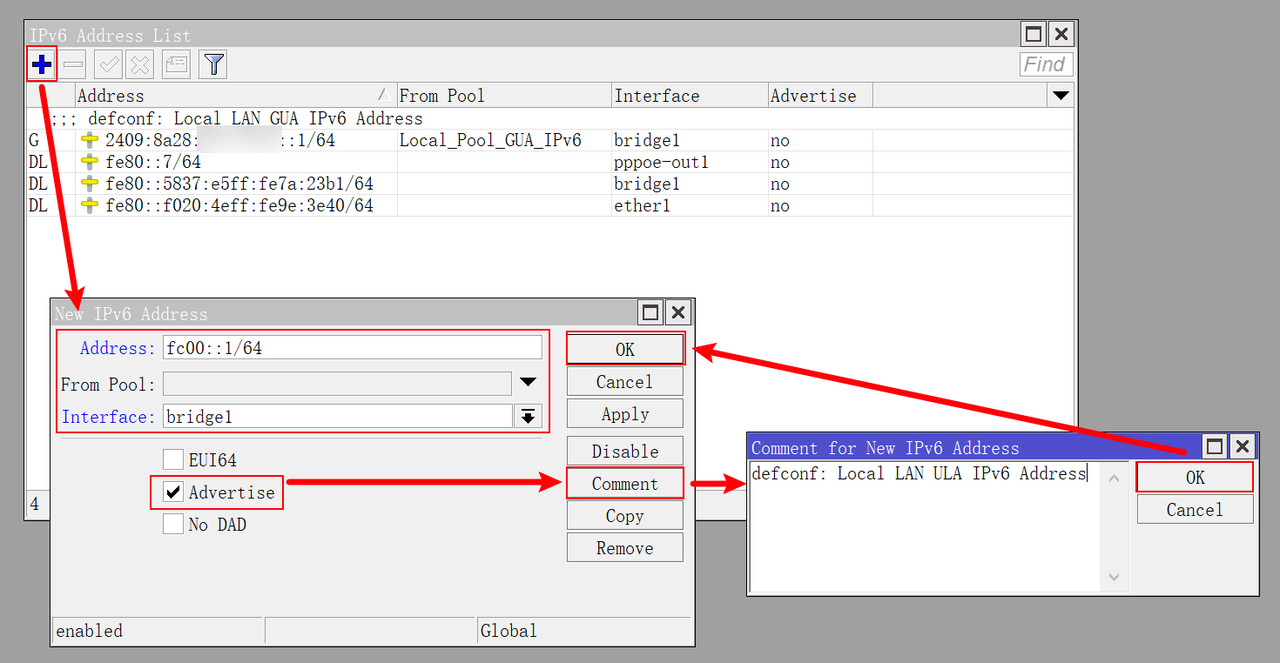 IPv6 Address List
Find
Address From Pool Interface Advertise
;;; defconf: Local LAN GUA IPv6 Address
G 2409:8a28: ::1/64 Local_Pool_GUA_IPv6 bridge1 no
DL fe80::7/64 pppoe-out1 no
DL fe80::5837:e5ff:fe7a:23b1/64 bridge1 no
DL fe80::f020:4eff:fe9e:3e40/64 ether1 no
4
New IPv6 Address
Address: fc00::1/64
From Pool:
Interface: bridge1
EUI64
Advertise
No DAD
OK
Cancel
Apply
Disable
Comment
Copy
Remove
enabled
Global
Comment for New IPv6 Address
defconf: Local LAN ULA IPv6 Address
OK
Cancel